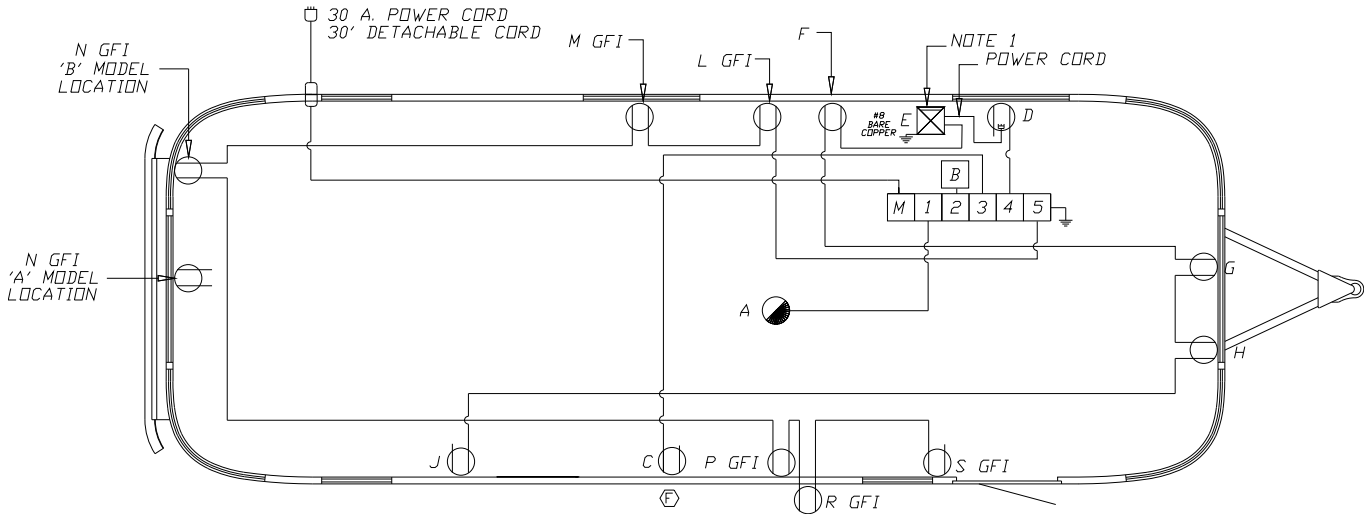 30 A. POWER CORD
30' DETACHABLE CORD
N GFI
'B' MODEL
LOCATION
M GFI
L GFI
F
NOTE 1
POWER CORD
#8
BARE
COPPER
E
D
B
M 1 2 3 4 5
N GFI
'A' MODEL
LOCATION
G
A
H
J
C
P GFI
S GFI
F
R GFI